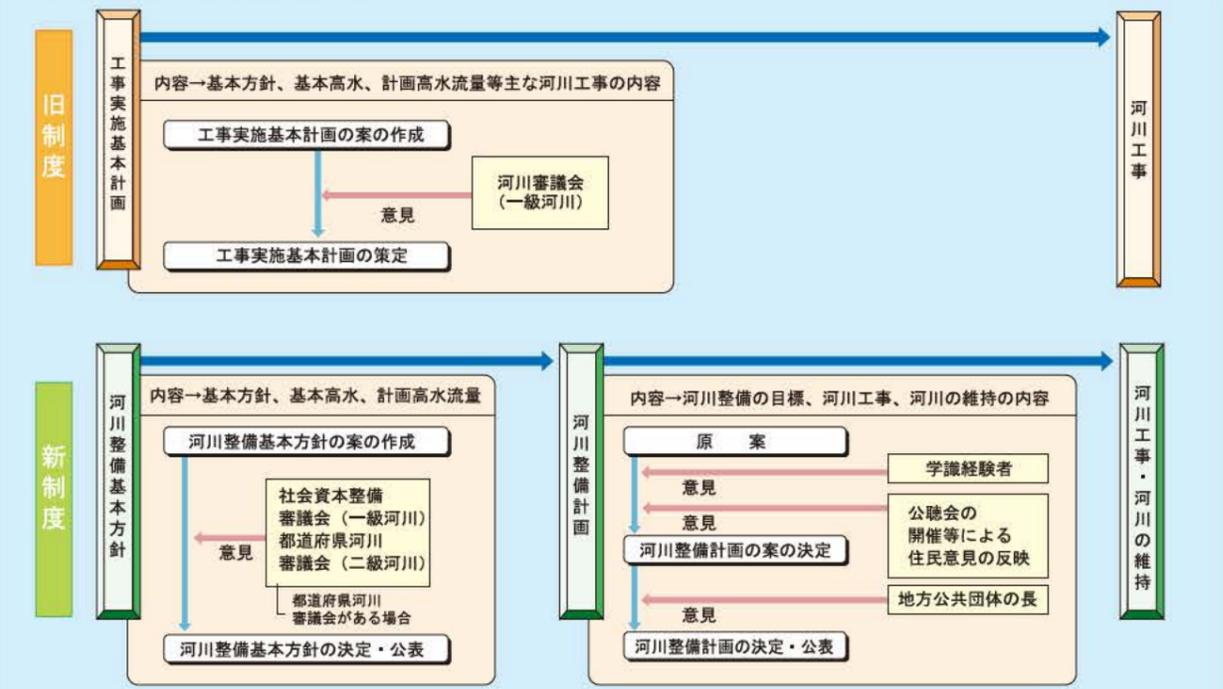 旧制度
工事実施基本計画
内容→基本方針、基本高水、計画高水流量等主な河川工事の内容
工事実施基本計画の案の作成
河川審議会
（一級河川）
意見
工事実施基本計画の策定
河川工事
新制度
河川整備基本方針
内容→基本方針、基本高水、計画高水流量
河川整備基本方針の案の作成
社会資本整備
審議会（一級河川）
都道府県河川
審議会（二級河川）
意見
都道府県河川
審議会がある場合
河川整備基本方針の決定・公表
河川整備計画
内容→河川整備の目標、河川工事、河川の維持の内容
原　案
学識経験者
意見
公聴会の
開催等による
住民意見の反映
意見
河川整備計画の案の決定
地方公共団体の長
意見
河川整備計画の決定・公表
河川工事・河川の維持